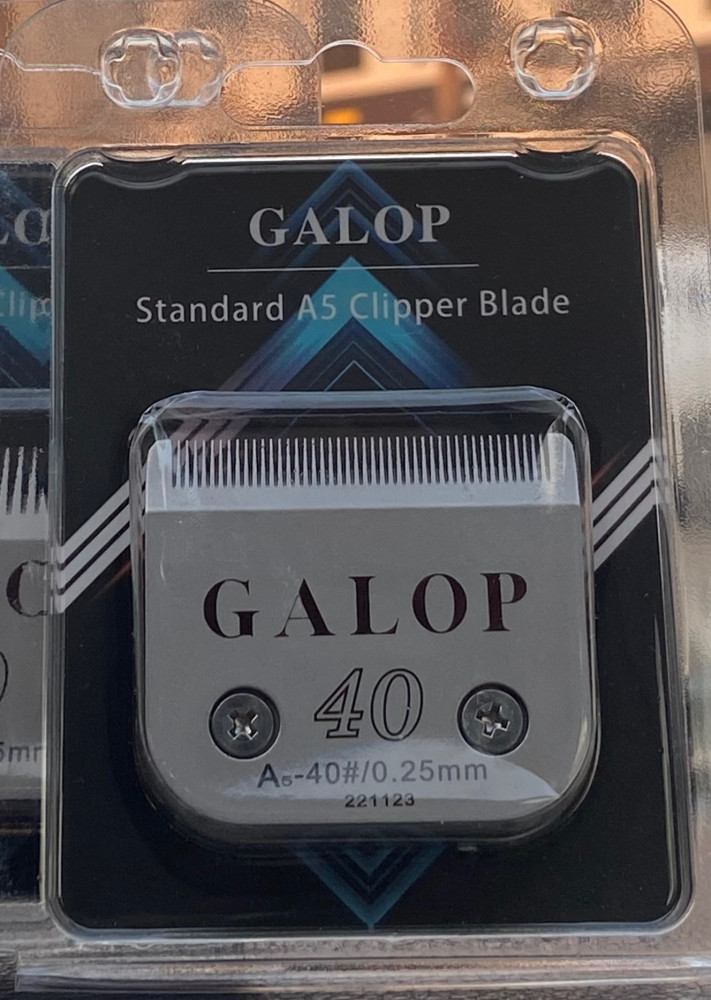 GALOP
Standard A5 Clipper Blade
GALOP
40
A5-40#/0.25mm
221123